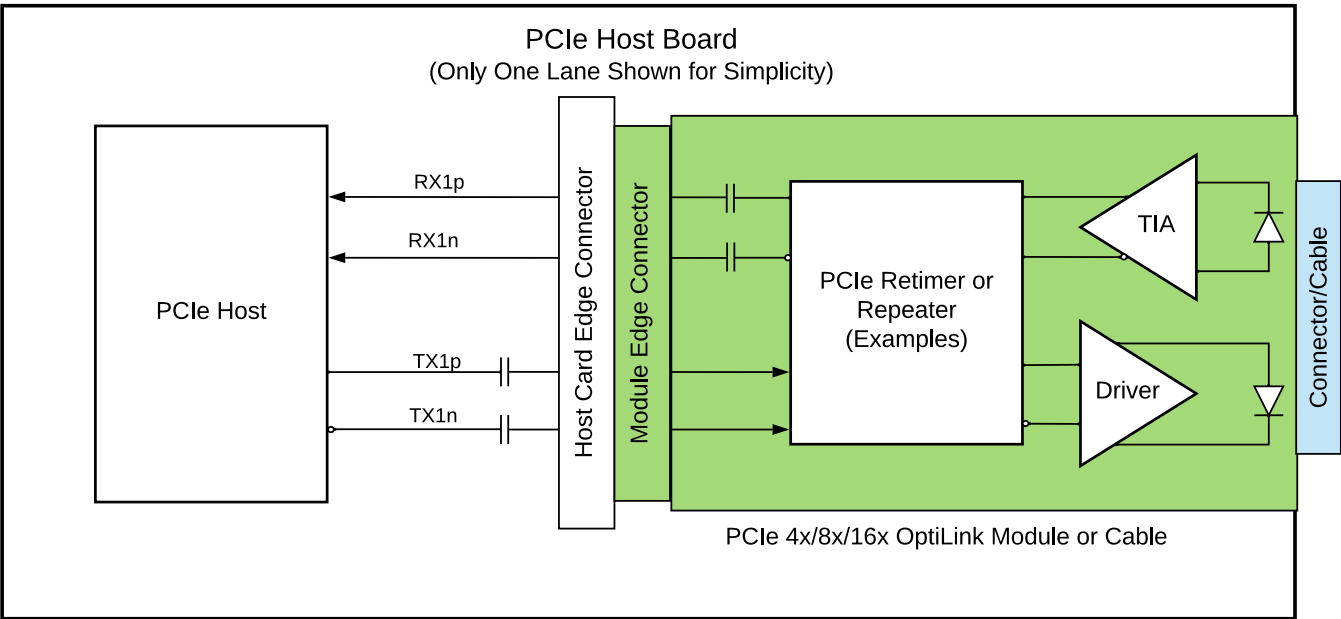 PCIe Host Board
(Only One Lane Shown for Simplicity)
PCIe Host
RX1p
RX1n
TX1p
TX1n
Host Card Edge Connector
Module Edge Connector
PCIe Retimer or
Repeater
(Examples)
TIA
Driver
Connector/Cable
PCIe 4x/8x/16x OptiLink Module or Cable